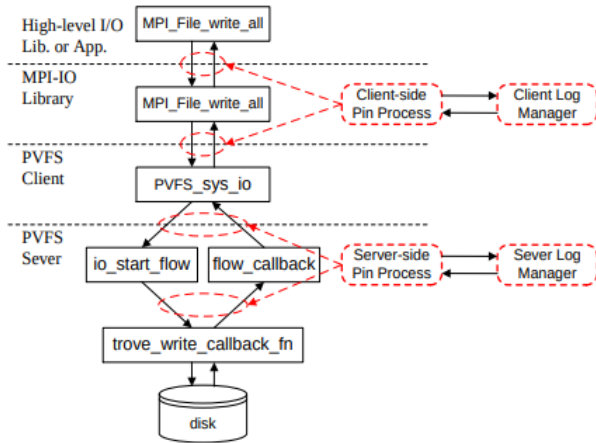 High-level I/O
Lib. or App.
MPI_File_write_all
MPI-IO
Library
MPI_File_write_all
Client-side
Pin Process
Client Log
Manager
PVFS
Client
PVFS_sys_io
PVFS
Sever
io_start_flow
flow_callback
Server-side
Pin Process
Sever Log
Manager
trove_write_callback_fn
disk